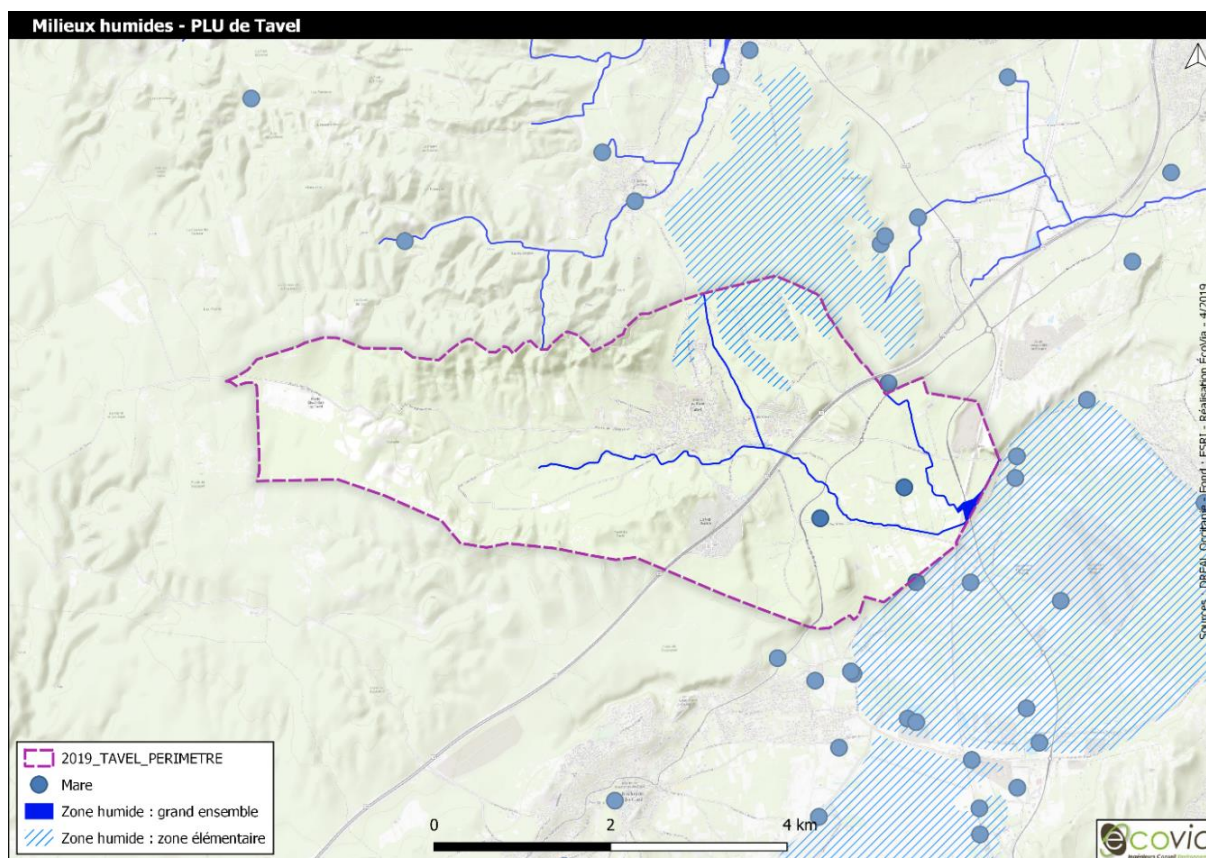 Milieux humides - PLU de Tavel
Sources : DREAL Occitanie - Fond : ESRI - Réalisation ÉcoVia - 4/2019
2019_TAVEL_PERIMETRE
Mare
Zone humide : grand ensemble
Zone humide : zone élémentaire
0 2 4 km
écovia